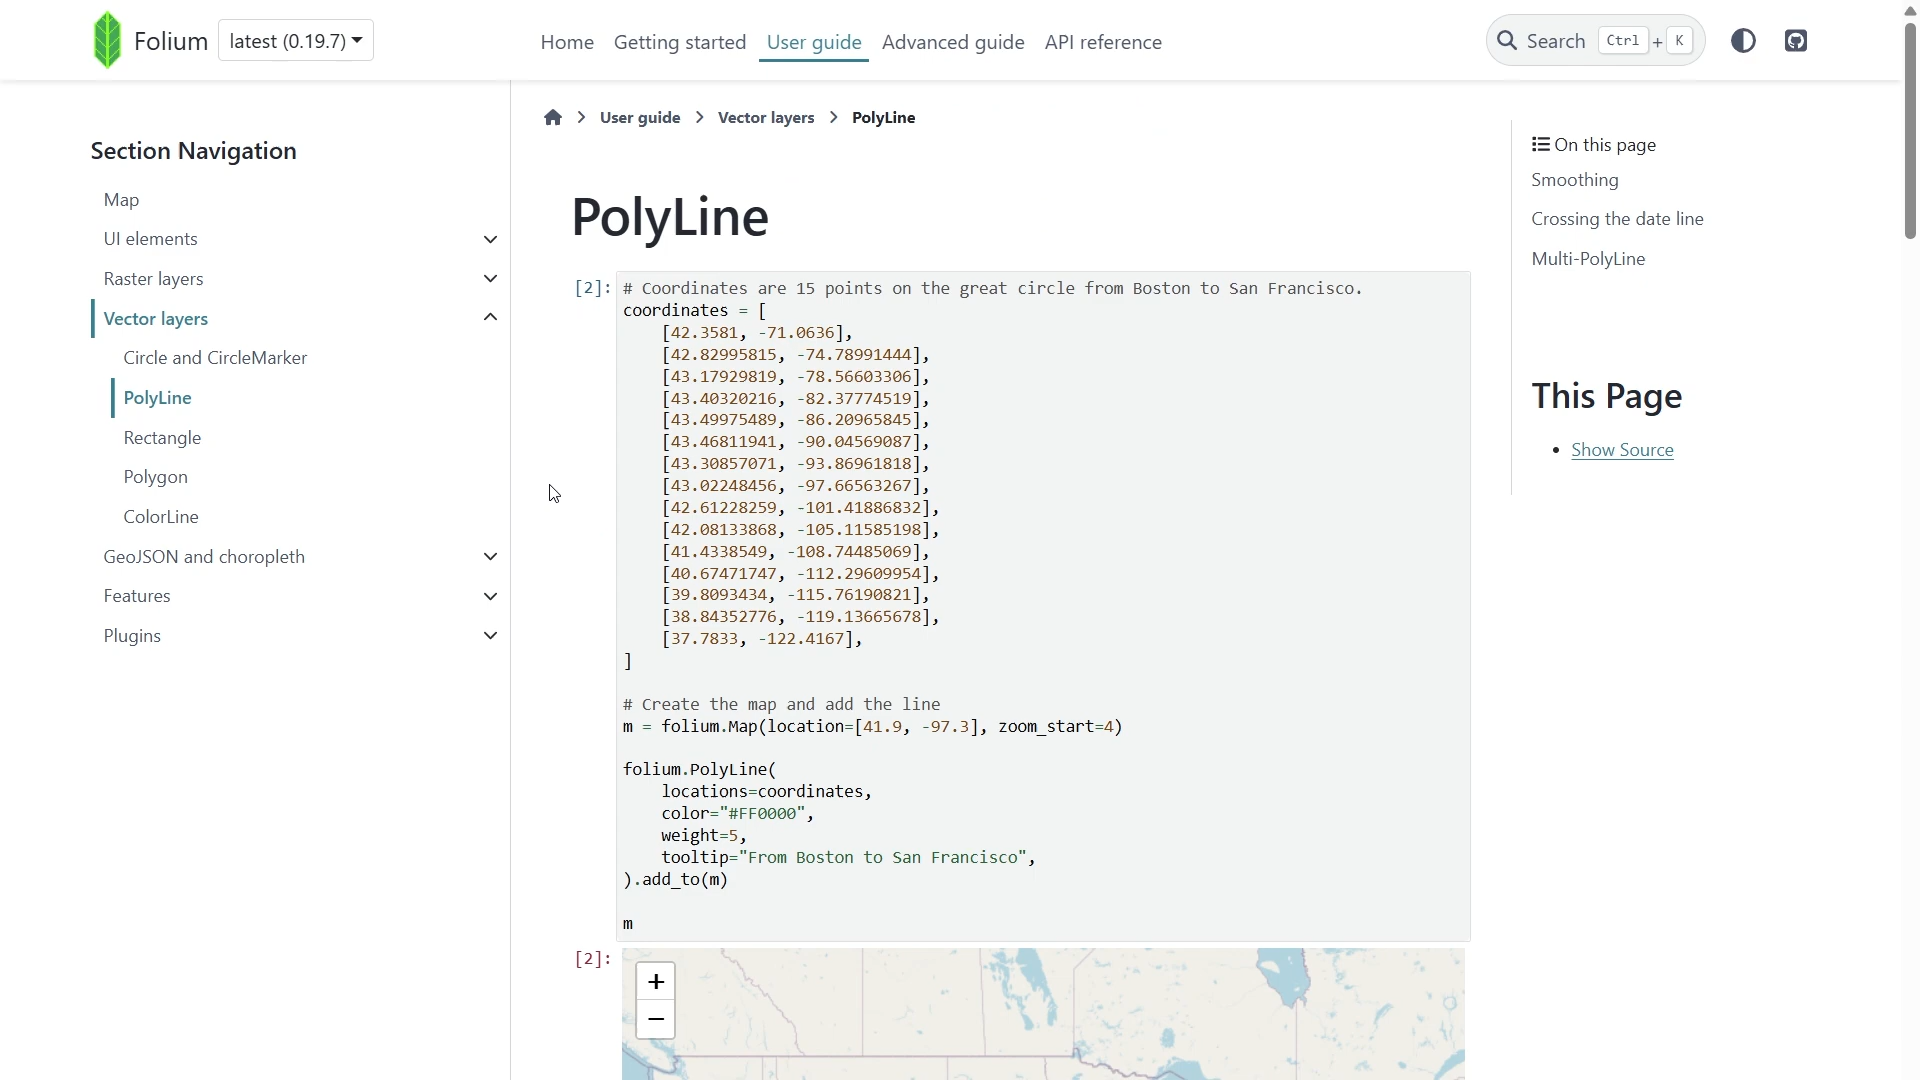 Folium
latest (0.19.7)
Home
Getting started
User guide
Advanced guide
API reference
Search Ctrl + K
Section Navigation
Map
UI elements
Raster layers
Vector layers
Circle and CircleMarker
PolyLine
Rectangle
Polygon
ColorLine
GeoJSON and choropleth
Features
Plugins
User guide > Vector layers > PolyLine
PolyLine
[2]:
# Coordinates are 15 points on the great circle from Boston to San Francisco.
coordinates = [
    [42.3581, -71.0636],
    [42.82995815, -74.78991444],
    [43.17929819, -78.56603306],
    [43.40320216, -82.37774519],
    [43.49975489, -86.20965845],
    [43.46811941, -90.04569087],
    [43.30857071, -93.86961818],
    [43.02248456, -97.66563267],
    [42.61228259, -101.41886832],
    [42.08133868, -105.11585198],
    [41.4338549, -108.74485069],
    [40.67471747, -112.29609954],
    [39.8093434, -115.76190821],
    [38.84352776, -119.13665678],
    [37.7833, -122.4167],
]
# Create the map and add the line
m = folium.Map(location=[41.9, -97.3], zoom_start=4)
folium.PolyLine(
    locations=coordinates,
    color="#FF0000",
    weight=5,
    tooltip="From Boston to San Francisco",
).add_to(m)
m
[2]:
+
−
On this page
Smoothing
Crossing the date line
Multi-PolyLine
This Page
• Show Source